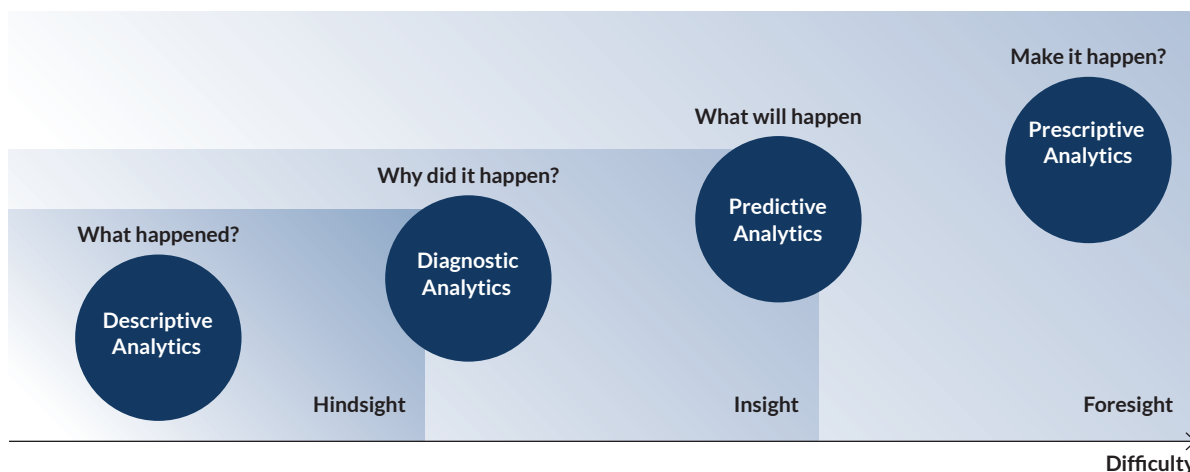 What happened?
Descriptive
Analytics
Why did it happen?
Diagnostic
Analytics
What will happen
Predictive
Analytics
Make it happen?
Prescriptive
Analytics
Hindsight
Insight
Foresight
Difficulty